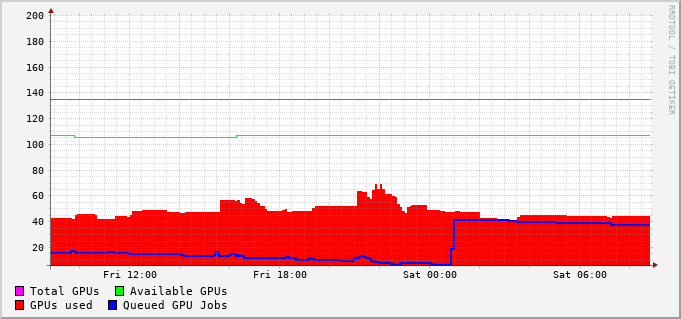 200
180
160
140
120
100
80
60
40
20
Fri 12:00 Fri 18:00 Sat 00:00 Sat 06:00
Total GPUs Available GPUs
GPUs used Queued GPU Jobs
RRDTOOL / TOBI OETIKER